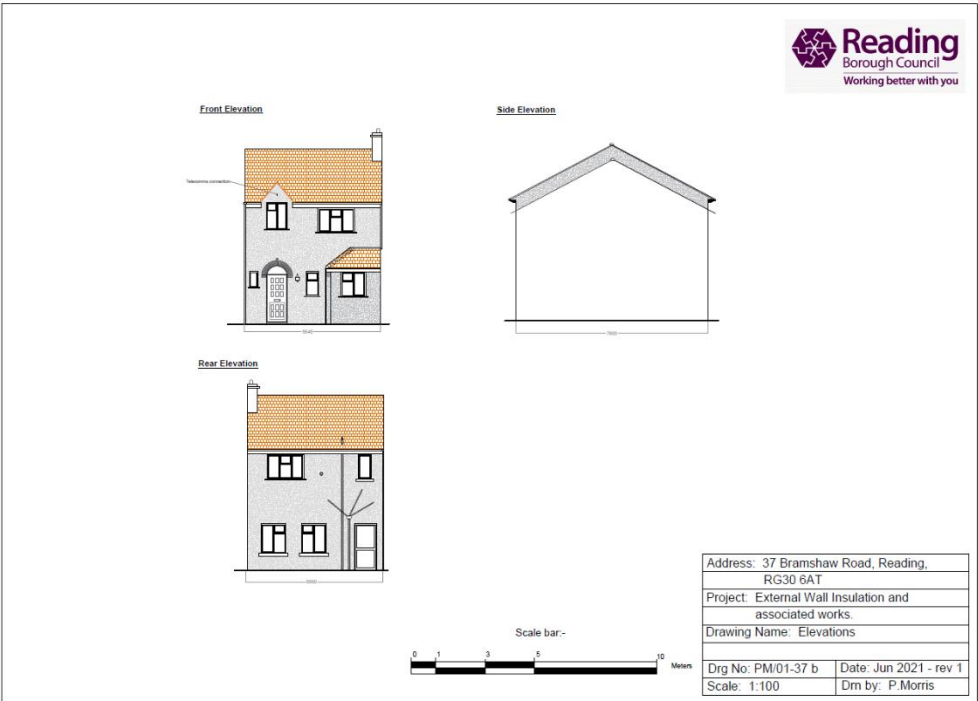 Reading
Borough Council
Working better with you
Front Elevation
Side Elevation
Telecomms connection
Rear Elevation
Scale bar:-
0 1 3 5 10 Meters
Address: 37 Bramshaw Road, Reading,
RG30 6AT
Project: External Wall Insulation and
associated works.
Drawing Name: Elevations
Drg No: PM/01-37 b
Date: Jun 2021 - rev 1
Scale: 1:100
Drn by: P.Morris